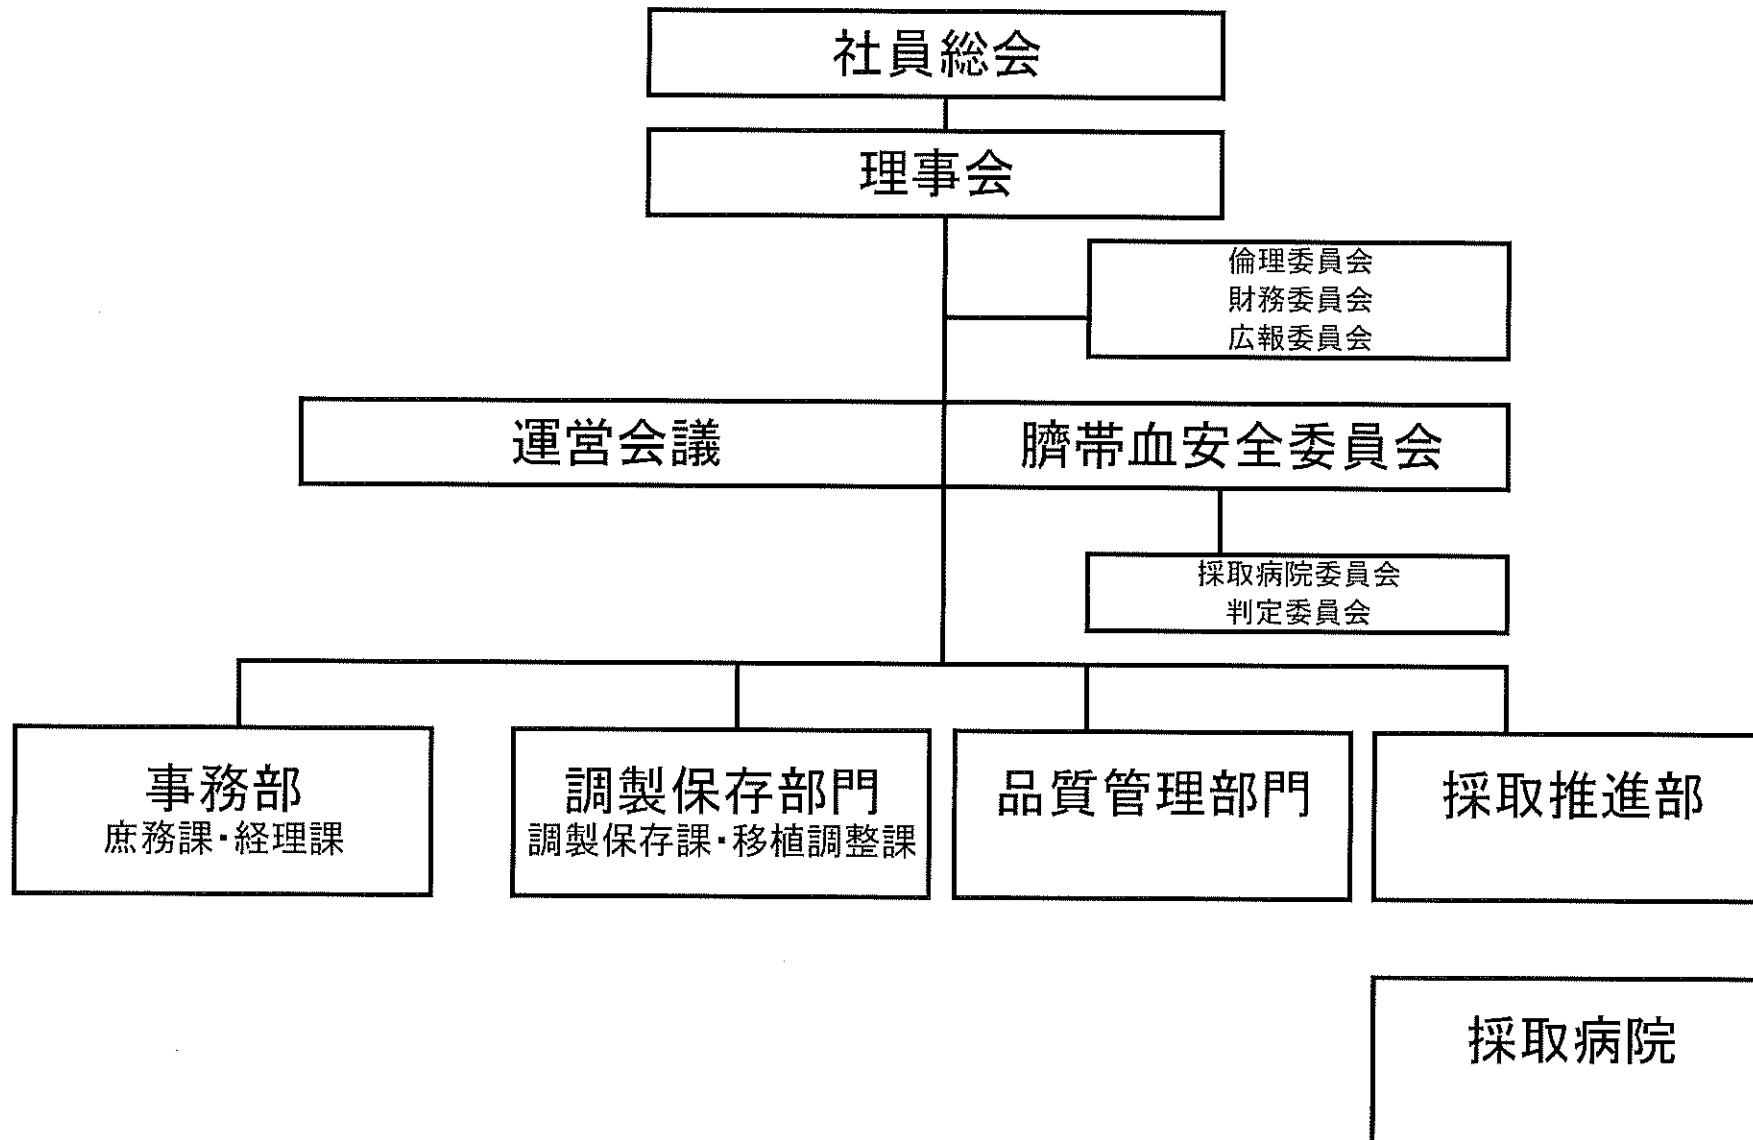 社員総会
理事会
倫理委員会
財務委員会
広報委員会
運営会議
臍帯血安全委員会
採取病院委員会
判定委員会
事務部
庶務課・経理課
調製保存部門
調製保存課・移植調整課
品質管理部門
採取推進部
採取病院